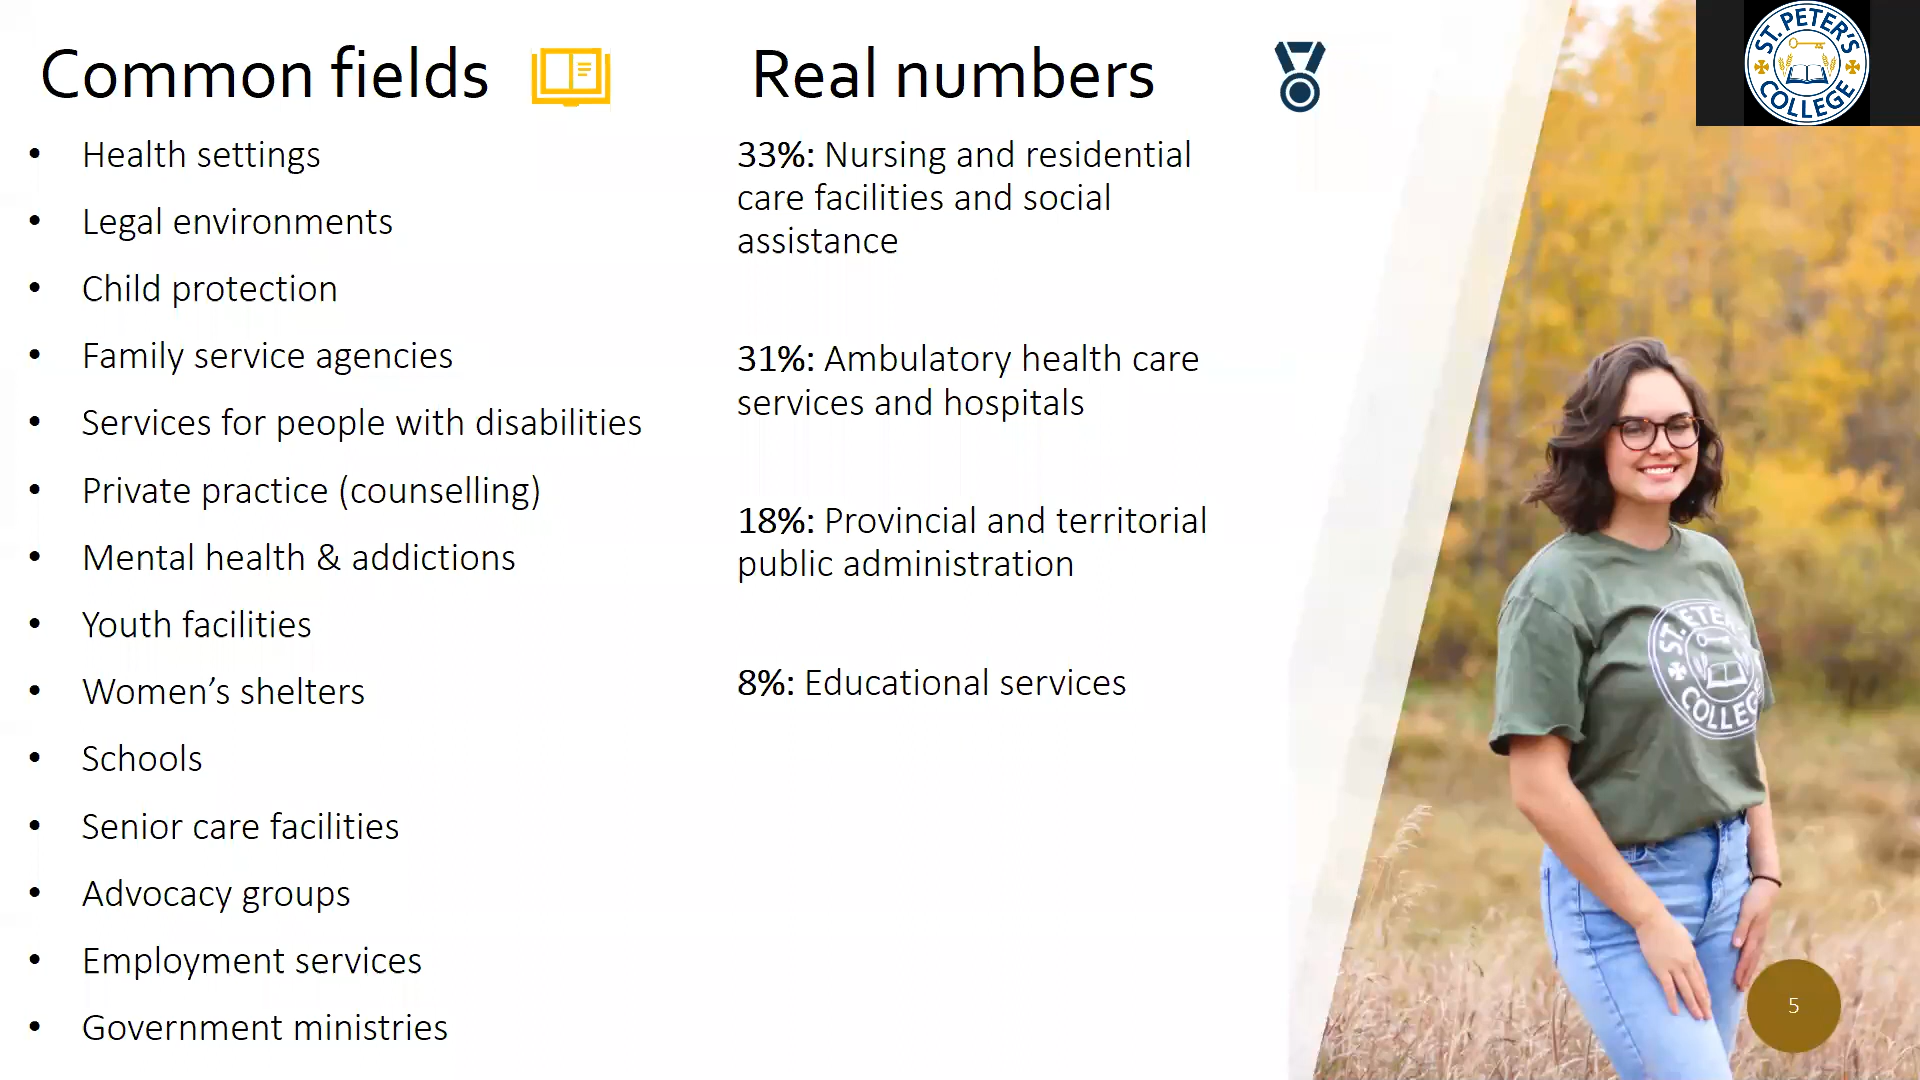 Common fields
• Health settings
• Legal environments
• Child protection
• Family service agencies
• Services for people with disabilities
• Private practice (counselling)
• Mental health & addictions
• Youth facilities
• Women’s shelters
• Schools
• Senior care facilities
• Advocacy groups
• Employment services
• Government ministries
Real numbers
33%: Nursing and residential
care facilities and social
assistance
31%: Ambulatory health care
services and hospitals
18%: Provincial and territorial
public administration
8%: Educational services
ST. PETER'S
COLLEGE
ST. PETER
COLLEGE
5